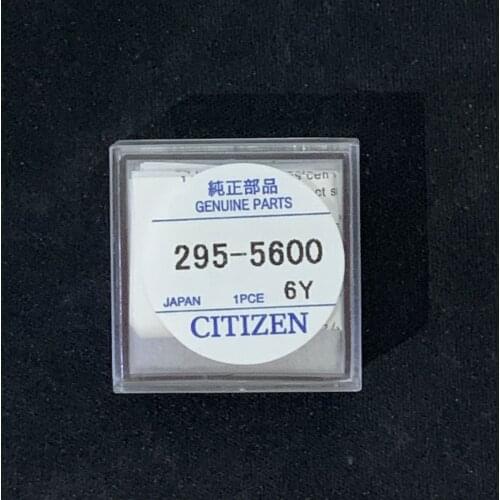 純正部品
GENUINE PARTS
295-5600
JAPAN 1PCE 6Y
CITIZEN